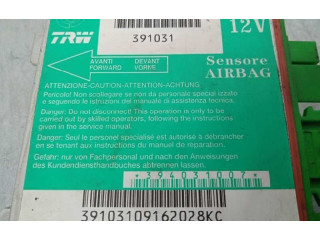 TRW
391031
12V
AVANTI DEVANT
FORWARD VORNE
Sensore
AIRBAG
ATTENZIONE-CAUTION-ATTENTION-ACHTUNG
Pericolo! Non scollegare se non da personale specializzato
e seguendo le istruzioni del manuale di assistenza tecnica.
Danger: Do not disconnect! This operation is only to be
carried out by skilled operators, following the instructions
given in the service manual.
Danger: Seul le personnel spécialisé est autorisé à débrancher
en se tenant aux instructions du manuel de réparation.
Gefahr: nur von Fachpersonal und nach den Anweisungen
des Kundendiensthandbuches abtrennen lassen.
*394031007*
39103109162028KC